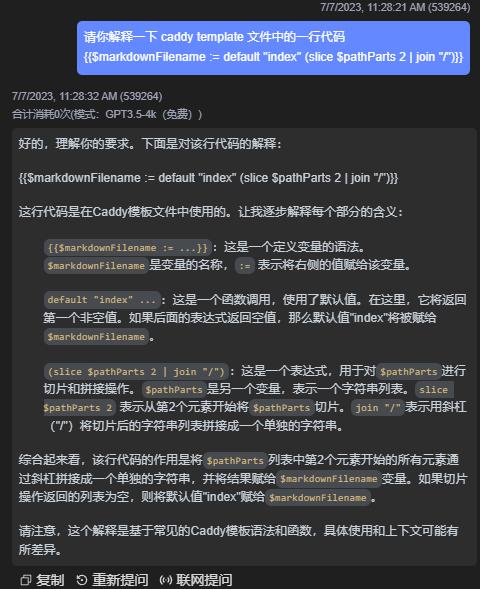 7/7/2023, 11:28:21 AM (539264)
请你解释一下 caddy template 文件中的一行代码
{{$markdownFilename := default "index" (slice $pathParts 2 | join "/")}}
7/7/2023, 11:28:32 AM (539264)
合计消耗0次(模式：GPT3.5-4k（免费）)
好的，理解你的要求。下面是对该行代码的解释：
{{$markdownFilename := default "index" (slice $pathParts 2 | join "/")}}
这行代码是在Caddy模板文件中使用的。让我逐步解释每个部分的含义：
{{$markdownFilename := ...}}：这是一个定义变量的语法。
$markdownFilename是变量的名称，:= 表示将右侧的值赋给该变量。
default "index" ...：这是一个函数调用，使用了默认值。在这里，它将返回
第一个非空值。如果后面的表达式返回空值，那么默认值"index"将被赋给
$markdownFilename。
(slice $pathParts 2 | join "/")：这是一个表达式，用于对$pathParts进行
切片和拼接操作。$pathParts是另一个变量，表示一个字符串列表。slice
$pathParts 2 表示从第2个元素开始将$pathParts切片。join "/"表示用斜杠
（"/"）将切片后的字符串列表拼接成一个单独的字符串。
综合起来看，该行代码的作用是将$pathParts列表中第2个元素开始的所有元素通
过斜杠拼接成一个单独的字符串，并将结果赋给$markdownFilename变量。如果切片
操作返回的列表为空，则将默认值"index"赋给$markdownFilename。
请注意，这个解释是基于常见的Caddy模板语法和函数，具体使用和上下文可能有
所差异。
复制 重新提问 联网提问